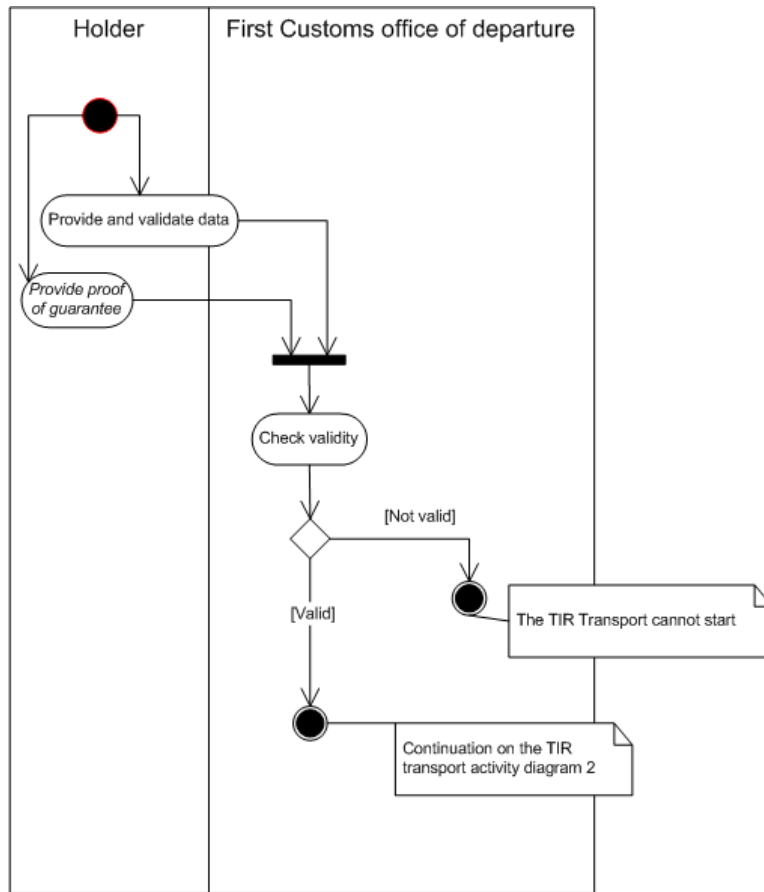 Holder
First Customs office of departure
Provide and validate data
Provide proof
of guarantee
Check validity
[Not valid]
The TIR Transport cannot start
[Valid]
Continuation on the TIR
transport activity diagram 2